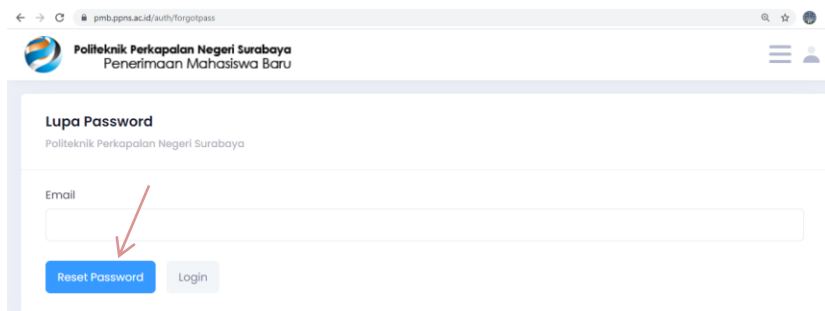 pmb.ppns.ac.id/auth/forgotpass
Politeknik Perkapalan Negeri Surabaya
Penerimaan Mahasiswa Baru
Lupa Password
Politeknik Perkapalan Negeri Surabaya
Email
Reset Password Login